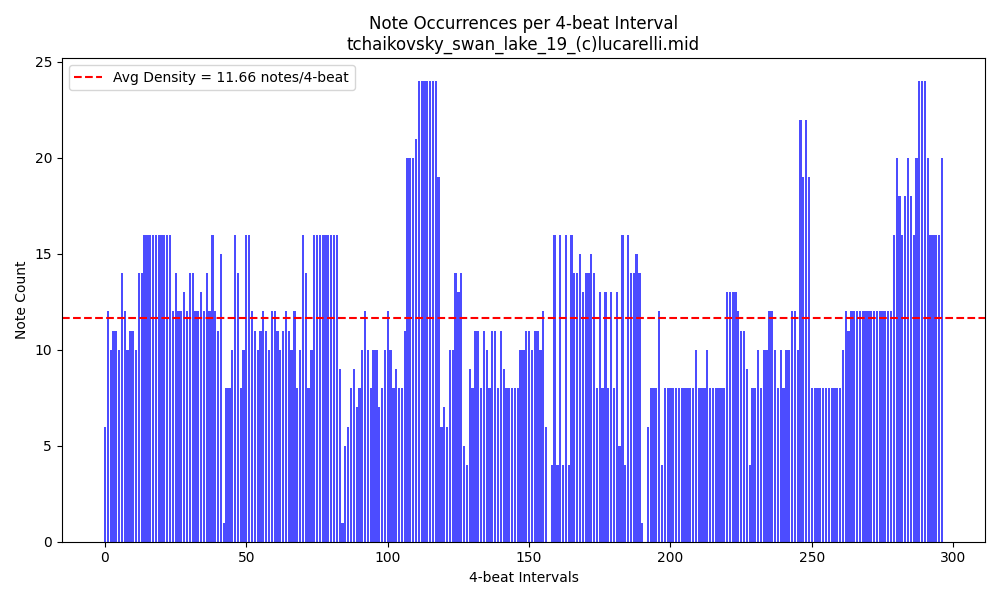 Note Occurrences per 4-beat Interval
tchaikovsky_swan_lake_19_(c)lucarelli.mid
Avg Density = 11.66 notes/4-beat
Note Count
25
20
15
10
5
0
0 50 100 150 200 250 300
4-beat Intervals